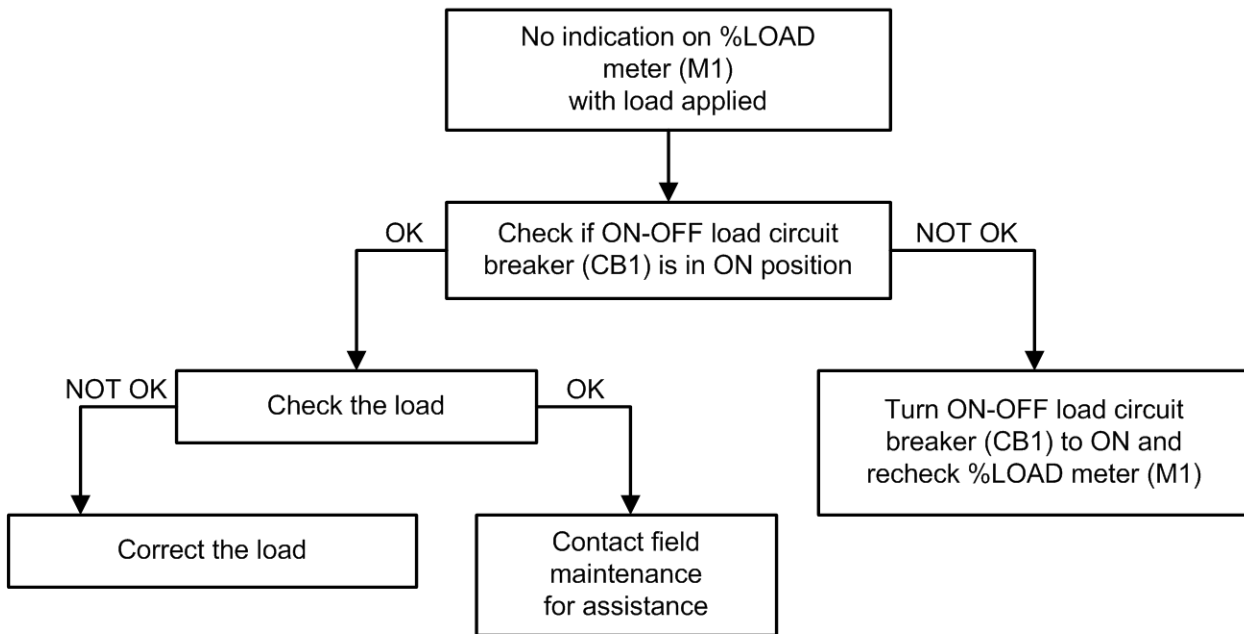 No indication on %LOAD
meter (M1)
with load applied
OK
Check if ON-OFF load circuit
breaker (CB1) is in ON position
NOT OK
NOT OK
Check the load
OK
Turn ON-OFF load circuit
breaker (CB1) to ON and
recheck %LOAD meter (M1)
Correct the load
Contact field
maintenance
for assistance